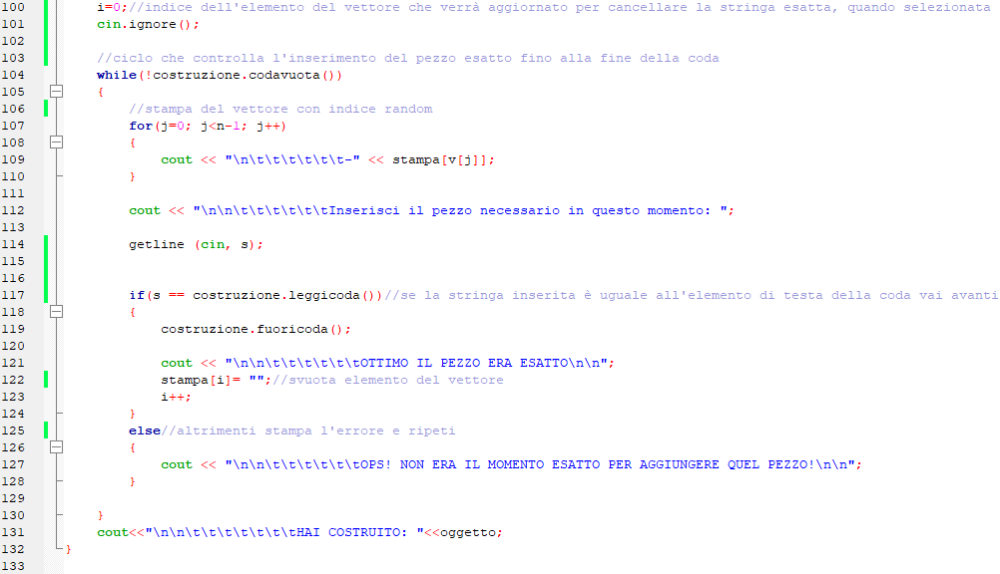 100 i=0;//indice dell'elemento del vettore che verrà aggiornato per cancellare la stringa esatta, quando selezionata
101 cin.ignore();
102
103 //ciclo che controlla l'inserimento del pezzo esatto fino alla fine della coda
104 while(!costruzione.codavuota())
105 {
106 //stampa del vettore con indice random
107 for(j=0; j<n-1; j++)
108 {
109 cout << "\n\t\t\t\t\t\t-" << stampa[v[j]];
110 }
111
112 cout << "\n\n\t\t\t\t\t\tInserisci il pezzo necessario in questo momento: ";
113
114 getline (cin, s);
115
116
117 if(s == costruzione.leggicoda())//se la stringa inserita è uguale all'elemento di testa della coda vai avanti
118 {
119 costruzione.fuoricoda();
120
121 cout << "\n\n\t\t\t\t\t\tOTTIMO IL PEZZO ERA ESATTO\n\n";
122 stampa[i]= "";//svuota elemento del vettore
123 i++;
124 }
125 else//altrimenti stampa l'errore e ripeti
126 {
127 cout << "\n\n\t\t\t\t\t\tOPS! NON ERA IL MOMENTO ESATTO PER AGGIUNGERE QUEL PEZZO!\n\n";
128 }
129
130 }
131 cout<<"\n\n\t\t\t\t\t\t\tHAI COSTRUITO: "<<oggetto;
132 }
133